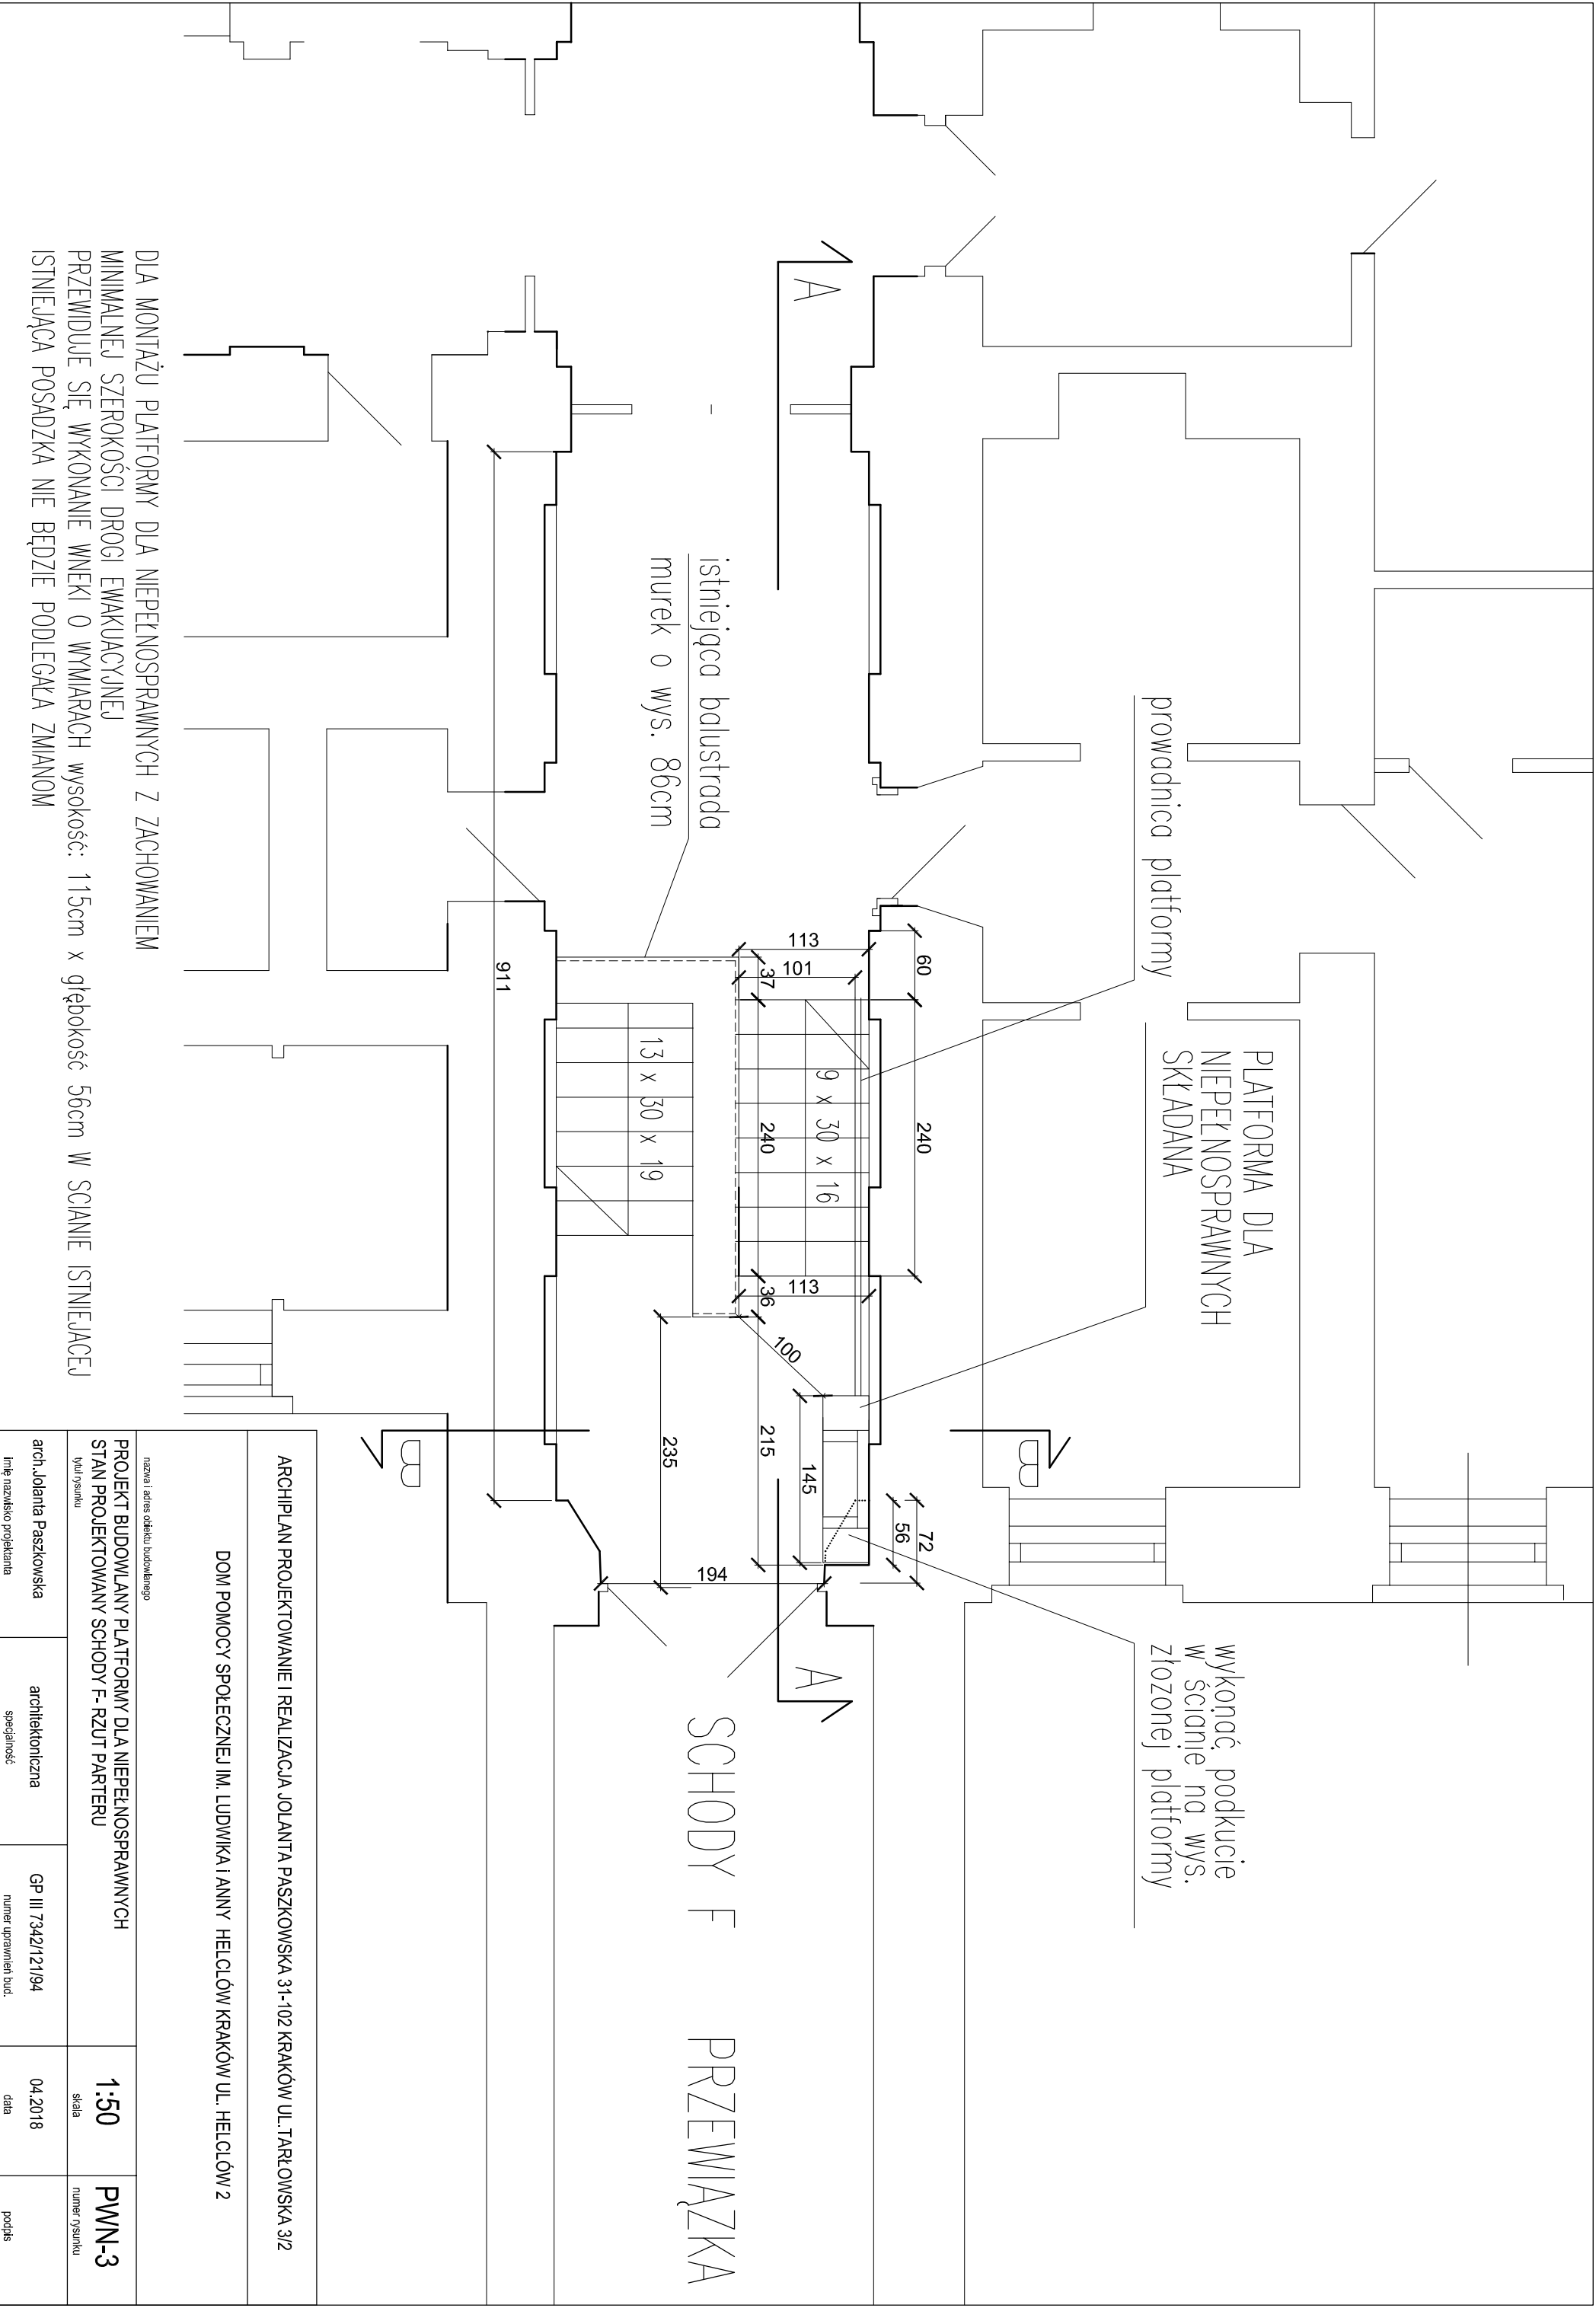 PLATFORMA DLA
NIEPEŁNOSPRAWNYCH
SKŁADANA
wykonać podkucie
w ścianie na wys.
złozonej platformy
prowadnica platformy
istniejąca balustrada
murek o wys. 86cm
A
A
B
B
60
240
72
56
113
101
37
9 x 30 x 16
240
36
113
100
145
215
235
194
13 x 30 x 19
911
SCHODY F PRZEWIĄZKA
DLA MONTAŻU PLATFORMY DLA NIEPEŁNOSPRAWNYCH Z ZACHOWANIEM
MINIMALNEJ SZEROKOŚCI DROGI EWAKUACYJNEJ
PRZEWIDUJE SIĘ WYKONANIE WNEKI O WYMIARACH wysokość: 115cm x głębokość 56cm W SCIANIE ISTNIEJACEJ
ISTNIEJĄCA POSADZKA NIE BĘDZIE PODLEGAŁA ZMIANOM
ARCHIPLAN PROJEKTOWANIE I REALIZACJA JOLANTA PASZKOWSKA 31-102 KRAKÓW UL.TARŁOWSKA 3/2
DOM POMOCY SPOŁECZNEJ IM. LUDWIKA i ANNY HELCLÓW KRAKÓW UL. HELCLÓW 2
nazwa i adres obiektu budowlanego
PROJEKT BUDOWLANY PLATFORMY DLA NIEPEŁNOSPRAWNYCH
STAN PROJEKTOWANY SCHODY F- RZUT PARTERU
tytuł rysunku
1:50
skala
PWN-3
numer rysunku
arch.Jolanta Paszkowska
imię nazwisko projektanta
architektoniczna
specjalność
GP III 7342/121/94
numer uprawnień bud.
04.2018
data
podpis